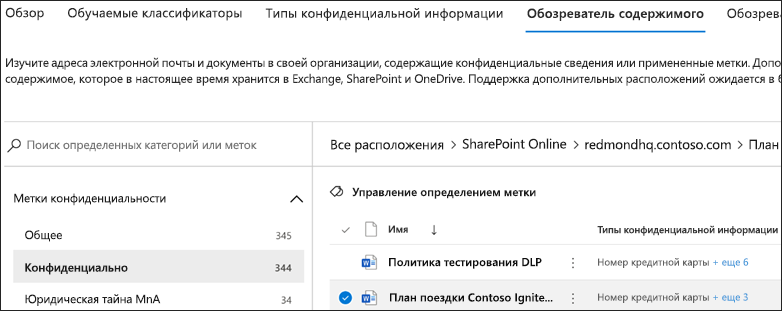 Обзор Обучаемые классификаторы Типы конфиденциальной информации Обозреватель содержимого Обозрева
Изучите адреса электронной почты и документы в своей организации, содержащие конфиденциальные сведения или примененные метки. Допо
содержимое, которое в настоящее время хранится в Exchange, SharePoint и OneDrive. Поддержка дополнительных расположений ожидается в б
Поиск определенных категорий или меток
Все расположения > SharePoint Online > redmondhq.contoso.com > План
Метки конфиденциальности
Управление определением метки
Общее 345
Имя ↓ Типы конфиденциальной информации
Конфиденциально 344
Политика тестирования DLP Номер кредитной карты + еще 6
Юридическая тайна MnA 34
План поездки Contoso Ignite... Номер кредитной карты + еще 3